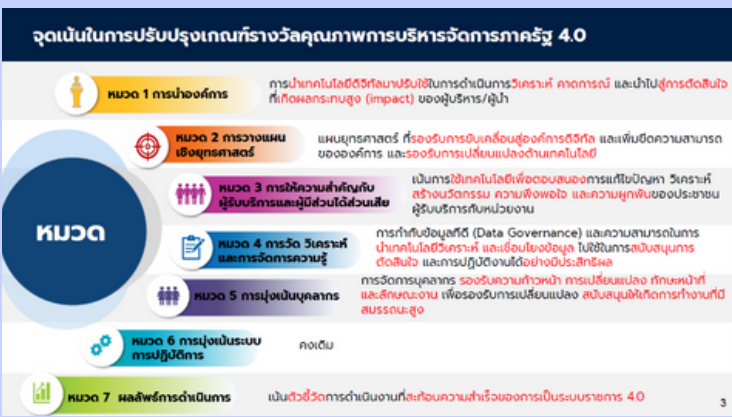 จุดเน้นในการปรับปรุงเกณฑ์รางวัลคุณภาพการบริหารจัดการภาครัฐ 4.0
หมวด
หมวด 1 การนำองค์การ
การนำเทคโนโลยีดิจิทัลมาปรับใช้ในการดำเนินการวิเคราะห์ คาดการณ์ และนำไปสู่การตัดสินใจ
ที่เกิดผลกระทบสูง (impact) ของผู้บริหาร/ผู้นำ
หมวด 2 การวางแผน
เชิงยุทธศาสตร์
แผนยุทธศาสตร์ ที่รองรับการขับเคลื่อนสู่องค์การดิจิทัล และเพิ่มขีดความสามารถ
ขององค์การ และรองรับการเปลี่ยนแปลงด้านเทคโนโลยี
หมวด 3 การให้ความสำคัญกับ
ผู้รับบริการและผู้มีส่วนได้ส่วนเสีย
เน้นการใช้เทคโนโลยีเพื่อตอบสนองการแก้ไขปัญหา วิเคราะห์
สร้างนวัตกรรม ความพึงพอใจ และความผูกพันของประชาชน
ผู้รับบริการกับหน่วยงาน
หมวด 4 การวัด วิเคราะห์
และการจัดการความรู้
การกำกับข้อมูลที่ดี (Data Governance) และความสามารถในการ
นำเทคโนโลยีวิเคราะห์ และเชื่อมโยงข้อมูล ไปใช้ในการสนับสนุนการ
ตัดสินใจ และการปฏิบัติงานได้อย่างมีประสิทธิผล
หมวด 5 การมุ่งเน้นบุคลากร
การจัดการบุคลากร รองรับความก้าวหน้า การเปลี่ยนแปลง ทักษะหน้าที่
และลักษณะงาน เพื่อรองรับการเปลี่ยนแปลง สนับสนุนให้เกิดการทำงานที่มี
สมรรถนะสูง
หมวด 6 การมุ่งเน้นระบบ
การปฏิบัติการ
คงเดิม
หมวด 7 ผลลัพธ์การดำเนินการ
เน้นตัวชี้วัดการดำเนินงานที่สะท้อนความสำเร็จของการเป็นระบบราชการ 4.0
3